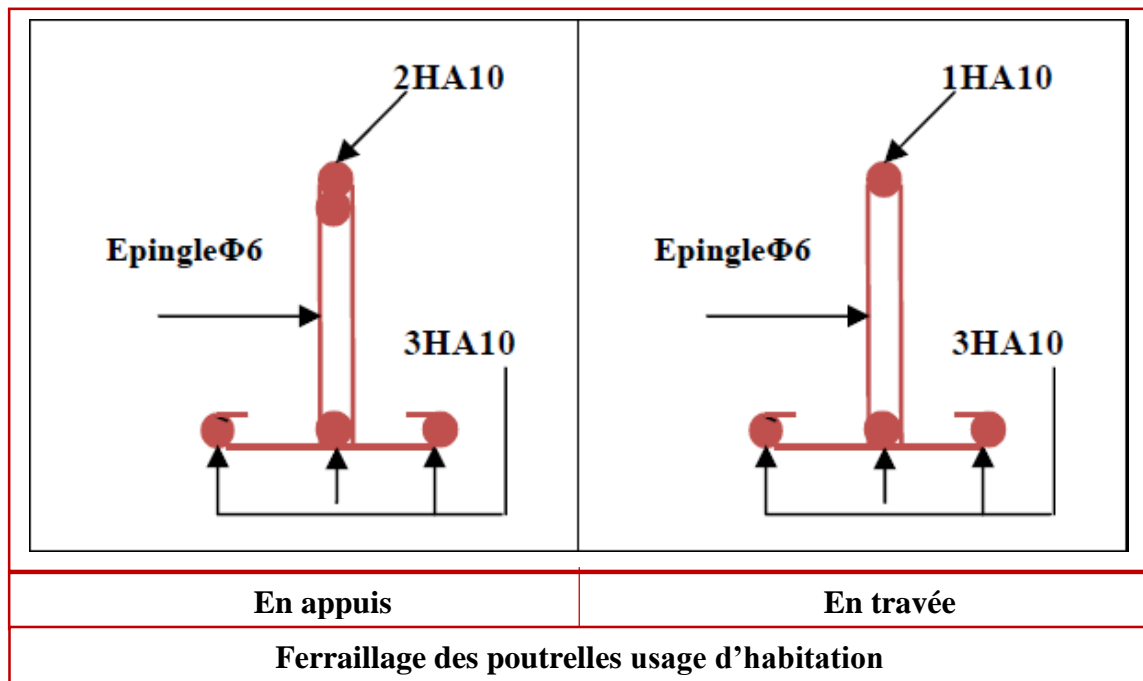 2HA10
EpingleΦ6
3HA10
1HA10
EpingleΦ6
3HA10
En appuis
En travée
Ferraillage des poutrelles usage d’habitation